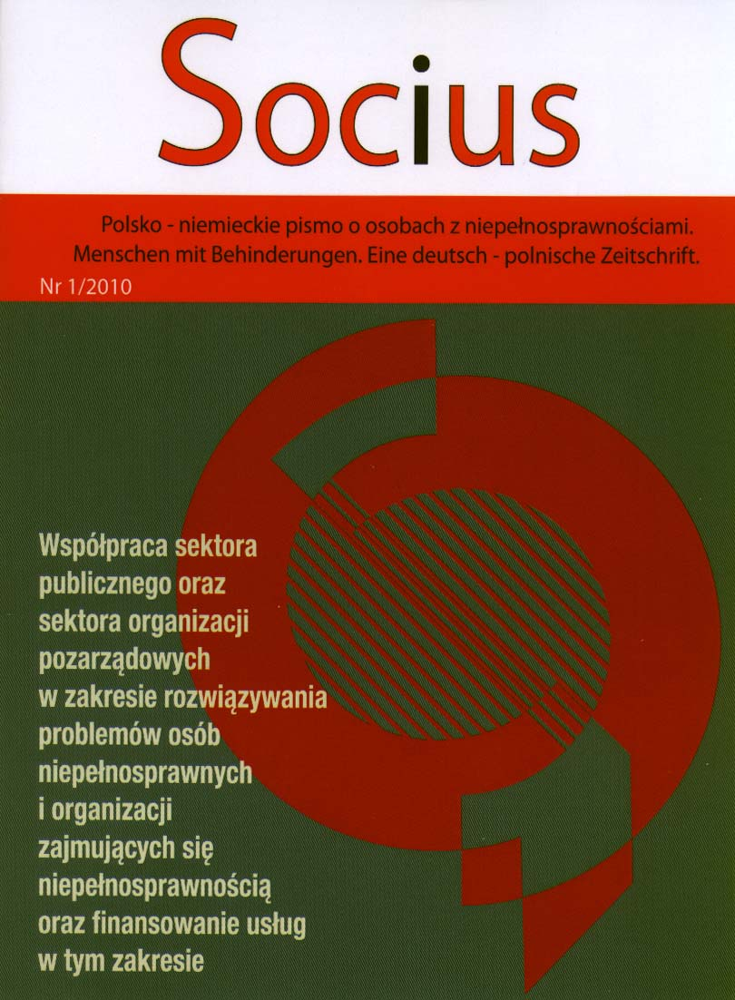 Socius
Polsko - niemieckie pismo o osobach z niepełnosprawnościami.
Menschen mit Behinderungen. Eine deutsch - polnische Zeitschrift.
Nr 1/2010
Współpraca sektora
publicznego oraz
sektora organizacji
pozarządowych
w zakresie rozwiązywania
problemów osób
niepełnosprawnych
i organizacji
zajmujących się
niepełnosprawnością
oraz finansowanie usług
w tym zakresie